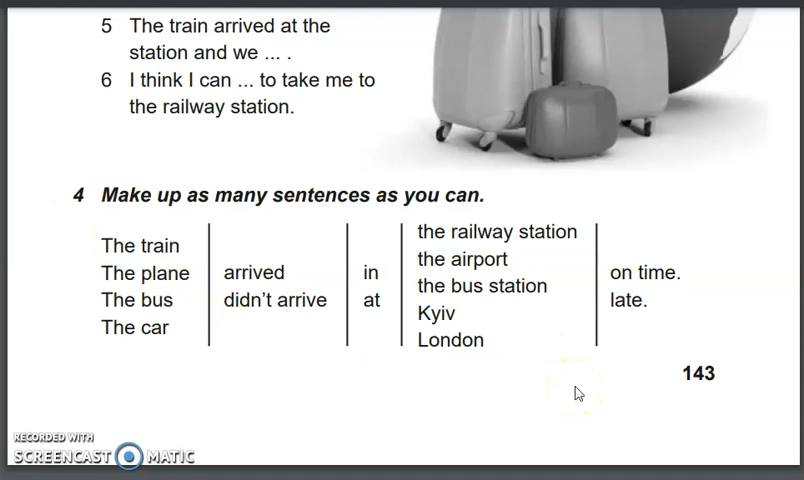 5 The train arrived at the
station and we ... .
6 I think I can ... to take me to
the railway station.
4 Make up as many sentences as you can.
The train
The plane
The bus
The car
arrived
didn’t arrive
in
at
the railway station
the airport
the bus station
Kyiv
London
on time.
late.
143
RECORDED WITH
SCREENCAST MATIC